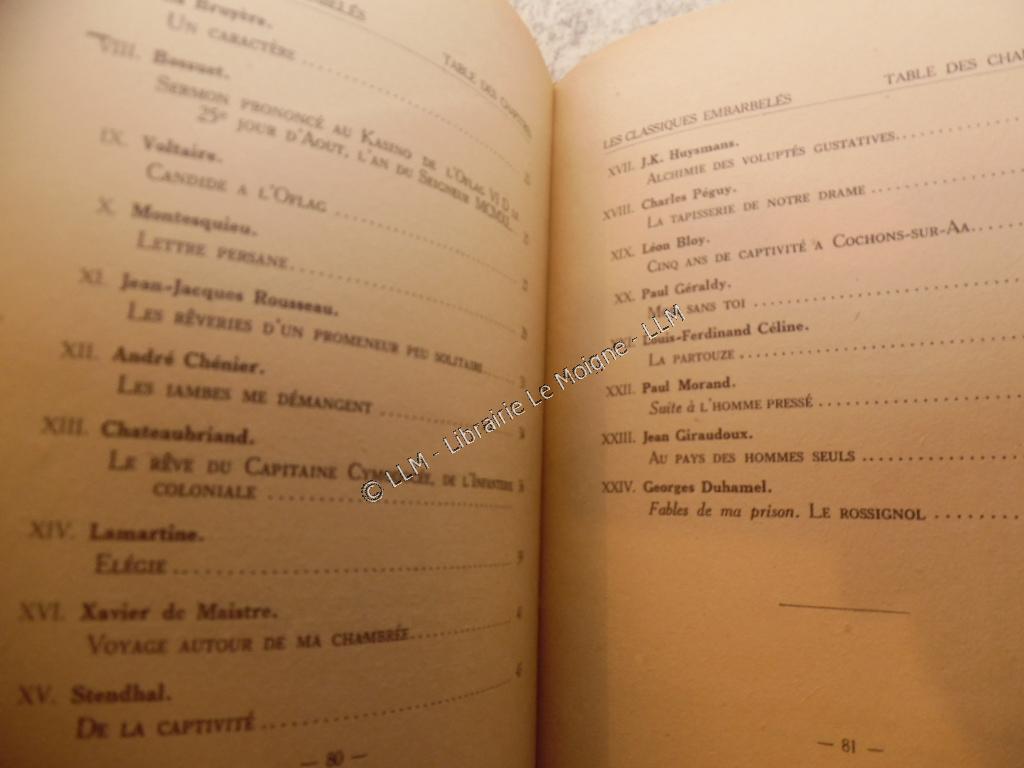 Bruyère.
Un caractère
EMBARBELÉS
TABLE DES CHAPITRES
VIII. Bossuet.
Sermon prononcé au Kasino de l'Oflag VI D le
25e jour d'Aout, l'an du Seigneur MCMXL.
IX. Voltaire.
Candide a l'Oflag
X. Montesquieu.
Lettre persane
XI. Jean-Jacques Rousseau.
Les rêveries d'un promeneur peu solitaire
XII. André Chénier.
Les iambes me démangent
XIII. Chateaubriand.
Le rêve du Capitaine de l'Infanterie
coloniale
XIV. Lamartine.
Elégie
XVI. Xavier de Maistre.
Voyage autour de ma chambrée
XV. Stendhal.
De la captivité
— 80 —
LES CLASSIQUES EMBARBELÉS
TABLE DES CHA
XVII. J.K. Huysmans.
Alchimie des voluptés gustatives
XVIII. Charles Péguy.
La tapisserie de notre drame
XIX. Léon Bloy.
Cinq ans de captivité à Cochons-sur-Aa
XX. Paul Géraldy.
sans toi
Louis-Ferdinand Céline.
La partouze
XXII. Paul Morand.
Suite à l'homme pressé
XXIII. Jean Giraudoux.
Au pays des hommes seuls
XXIV. Georges Duhamel.
Fables de ma prison. Le rossignol
— 81 —
© LLM - Librairie Le Moigne - LLM